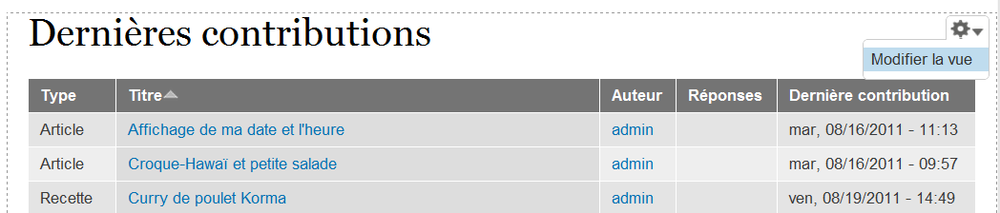 Dernières contributions
Modifier la vue
Type Titre Auteur Réponses Dernière contribution
Article Affichage de ma date et l'heure admin mar, 08/16/2011 - 11:13
Article Croque-Hawaï et petite salade admin mar, 08/16/2011 - 09:57
Recette Curry de poulet Korma admin ven, 08/19/2011 - 14:49